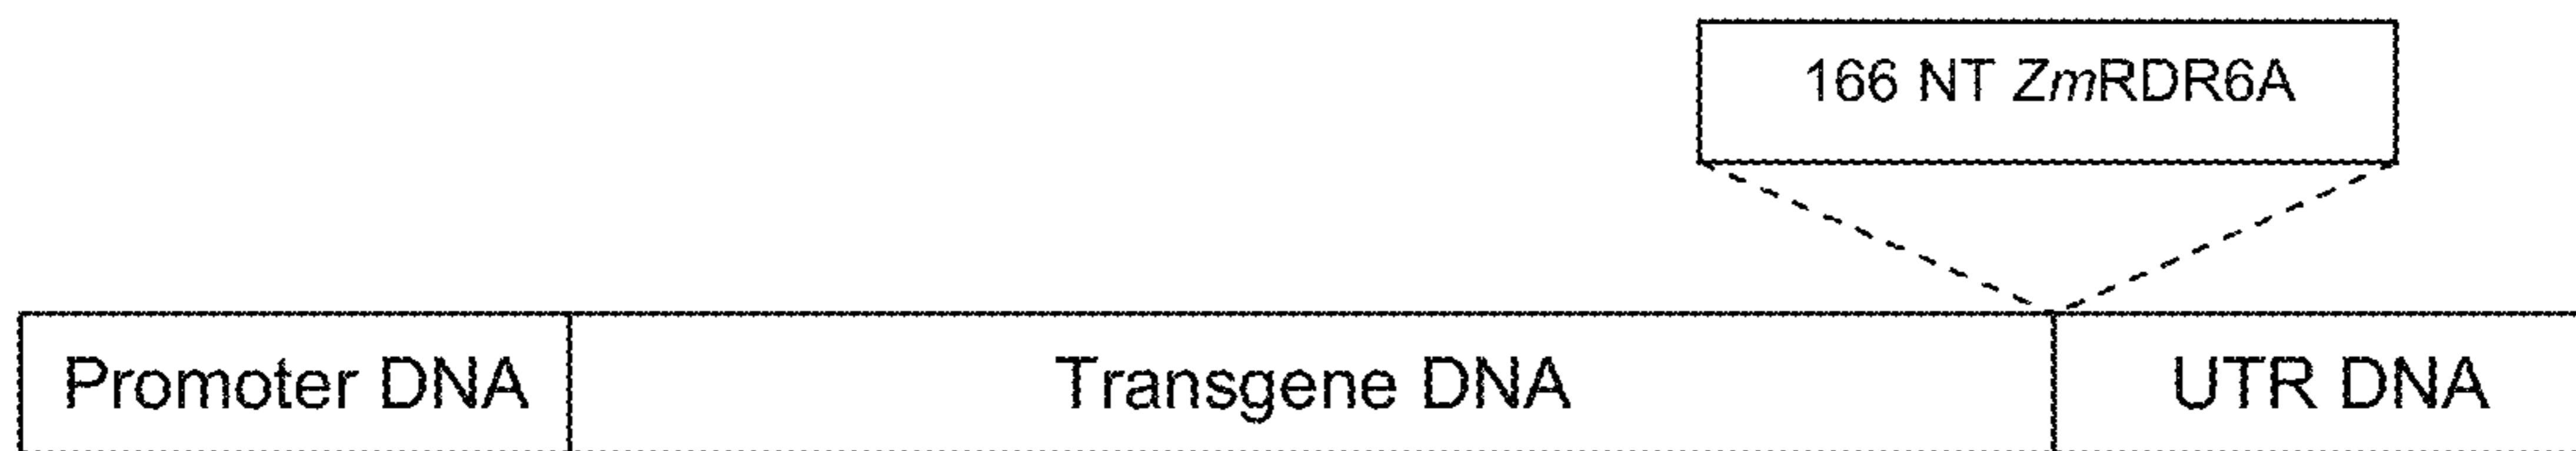 166 NT ZmRDR6A
Promoter DNA
Transgene DNA
UTR DNA